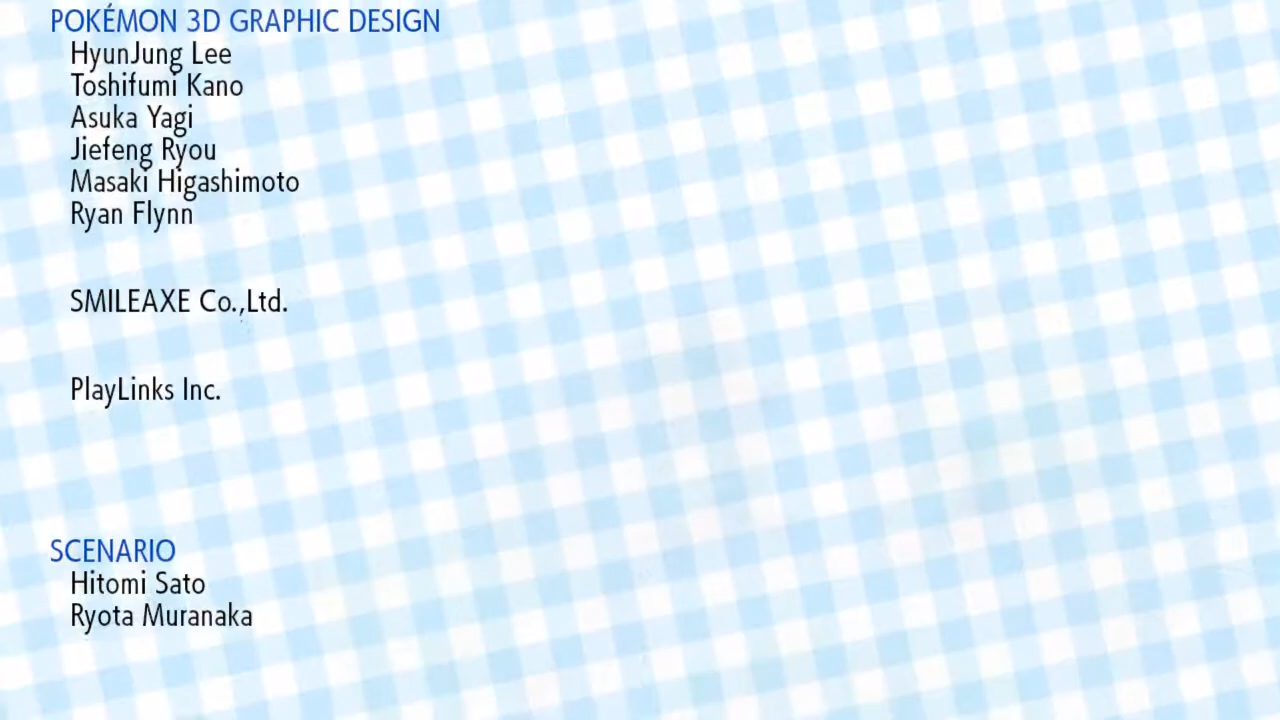 POKÉMON 3D GRAPHIC DESIGN
HyunJung Lee
Toshifumi Kano
Asuka Yagi
Jiefeng Ryou
Masaki Higashimoto
Ryan Flynn
SMILEAXE Co.,Ltd.
PlayLinks Inc.
SCENARIO
Hitomi Sato
Ryota Muranaka